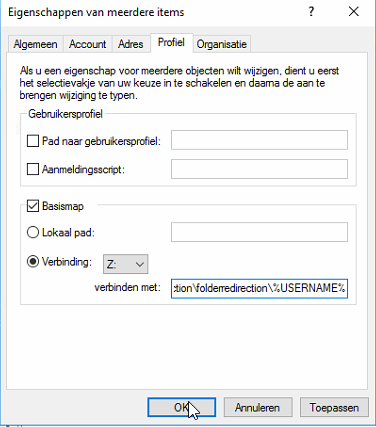 Eigenschappen van meerdere items
Algemeen Account Adres Profiel Organisatie
Als u een eigenschap voor meerdere objecten wilt wijzigen, dient u eerst
het selectievakje van uw keuze in te schakelen en daarna de aan te
brengen wijziging te typen.
Gebruikersprofiel
Pad naar gebruikersprofiel:
Aanmeldingsscript:
Basismap
Lokaal pad:
Verbinding: Z:
verbinden met: ction\folderredirection\%USERNAME%
OK Annuleren Toepassen